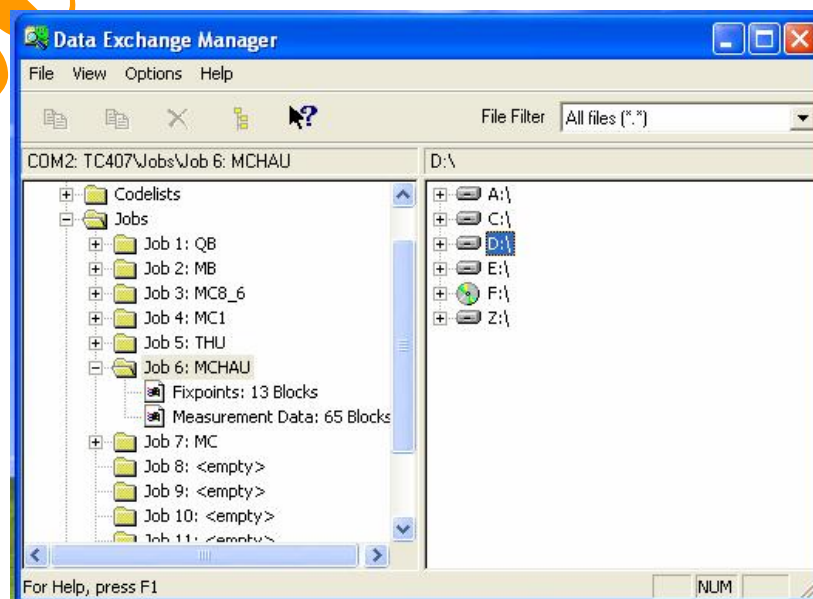 Data Exchange Manager
File View Options Help
File Filter All files (*.*)
COM2: TC407\Jobs\Job 6: MCHAU
D:\
Codelists
Jobs
Job 1: QB
Job 2: MB
Job 3: MC8_6
Job 4: MC1
Job 5: THU
Job 6: MCHAU
Fixpoints: 13 Blocks
Measurement Data: 65 Blocks
Job 7: MC
Job 8: <empty>
Job 9: <empty>
Job 10: <empty>
Job 11: <empty>
A:\
C:\
D:\
E:\
F:\
Z:\
For Help, press F1
NUM